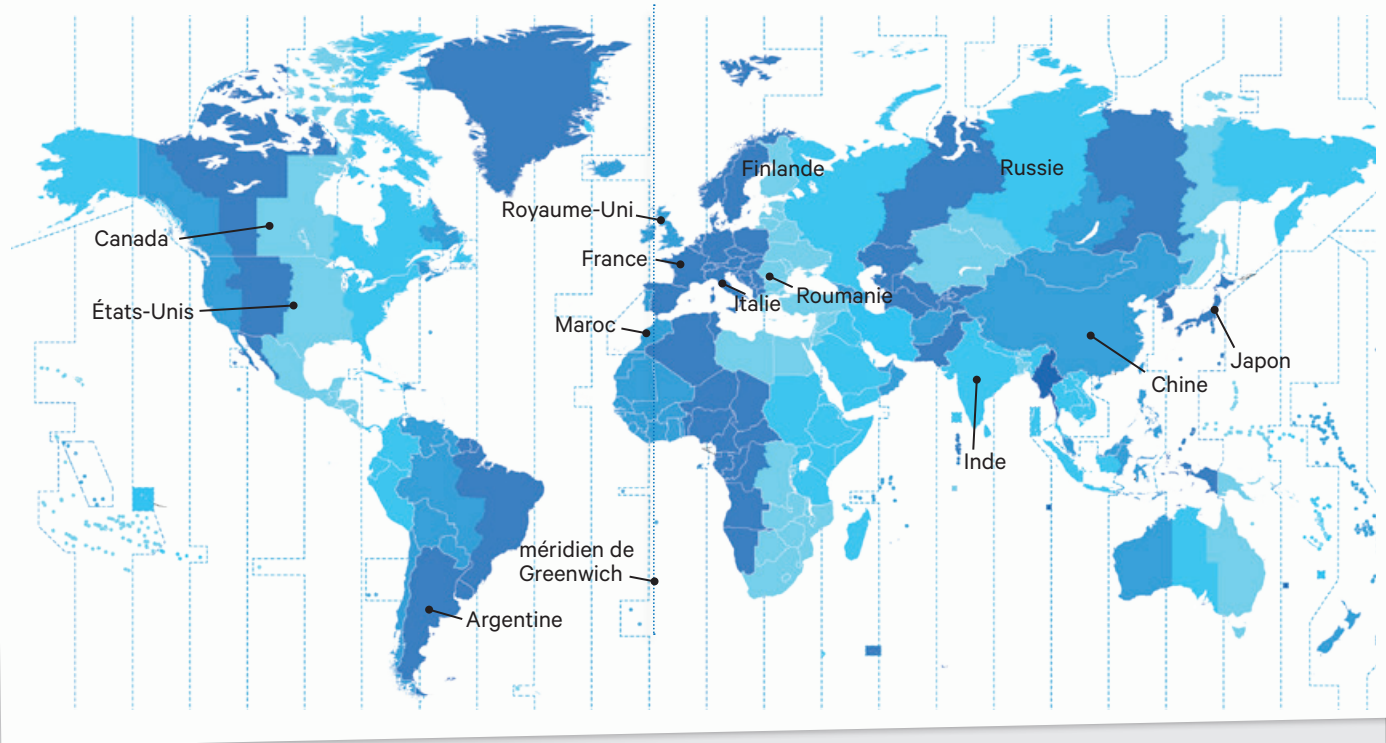 Finlande
Russie
Royaume-Uni
Canada
France
Roumanie
Italie
États-Unis
Maroc
Japon
Chine
Inde
méridien de
Greenwich
Argentine